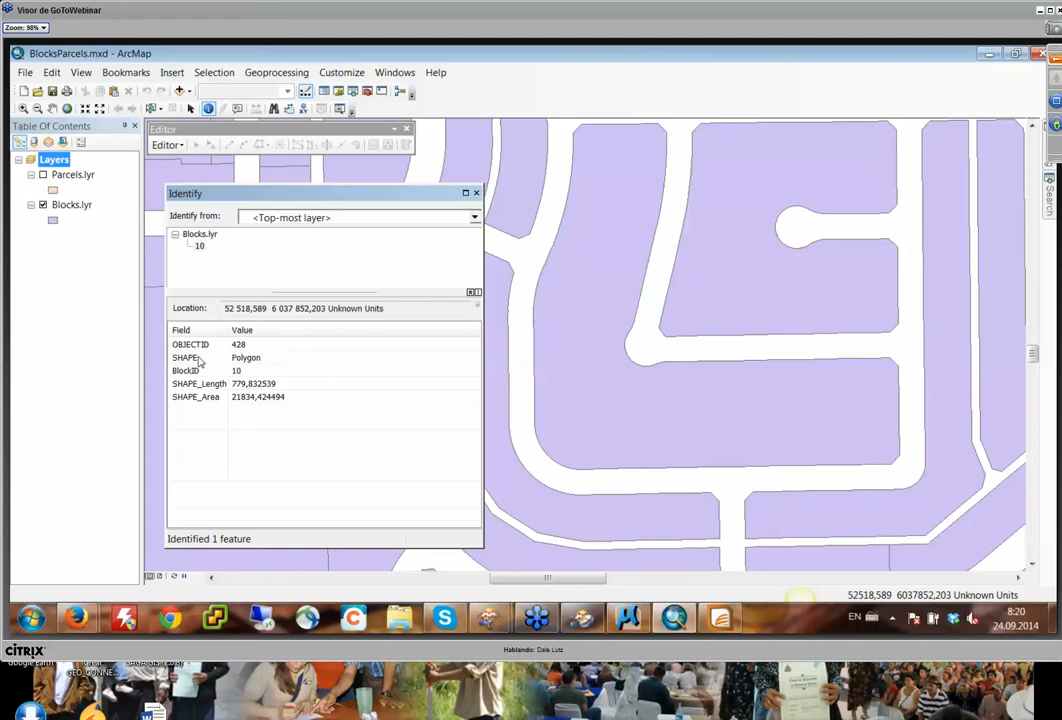 Visor de GoToWebinar
Zoom: 98%
BlocksParcels.mxd - ArcMap
File Edit View Bookmarks Insert Selection Geoprocessing Customize Windows Help
Table Of Contents
Editor
Editor
Layers
Parcels.lyr
Blocks.lyr
Identify
Identify from: <Top-most layer>
Blocks.lyr
10
Location: 52 518,589 6 037 852,203 Unknown Units
Field Value
OBJECTID 428
SHAPE Polygon
BlockID 10
SHAPE_Length 779,832539
SHAPE_Area 21834,424494
Identified 1 feature
Search
52518,589 6037852,203 Unknown Units
EN
8:20
24.09.2014
CITRIX
Hablando: Dale Lutz
Google Earth
GEO_CONNE...